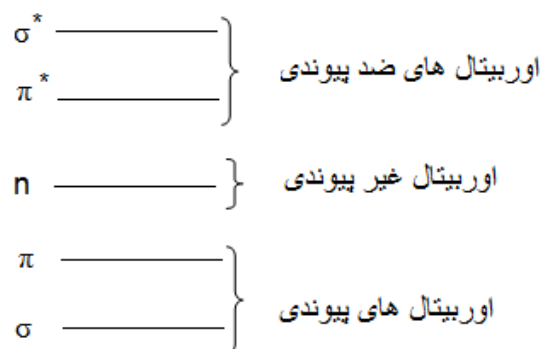 σ*
π*
اوربیتال های ضد پیوندی
n
اوربیتال غیر پیوندی
π
σ
اوربیتال های پیوندی